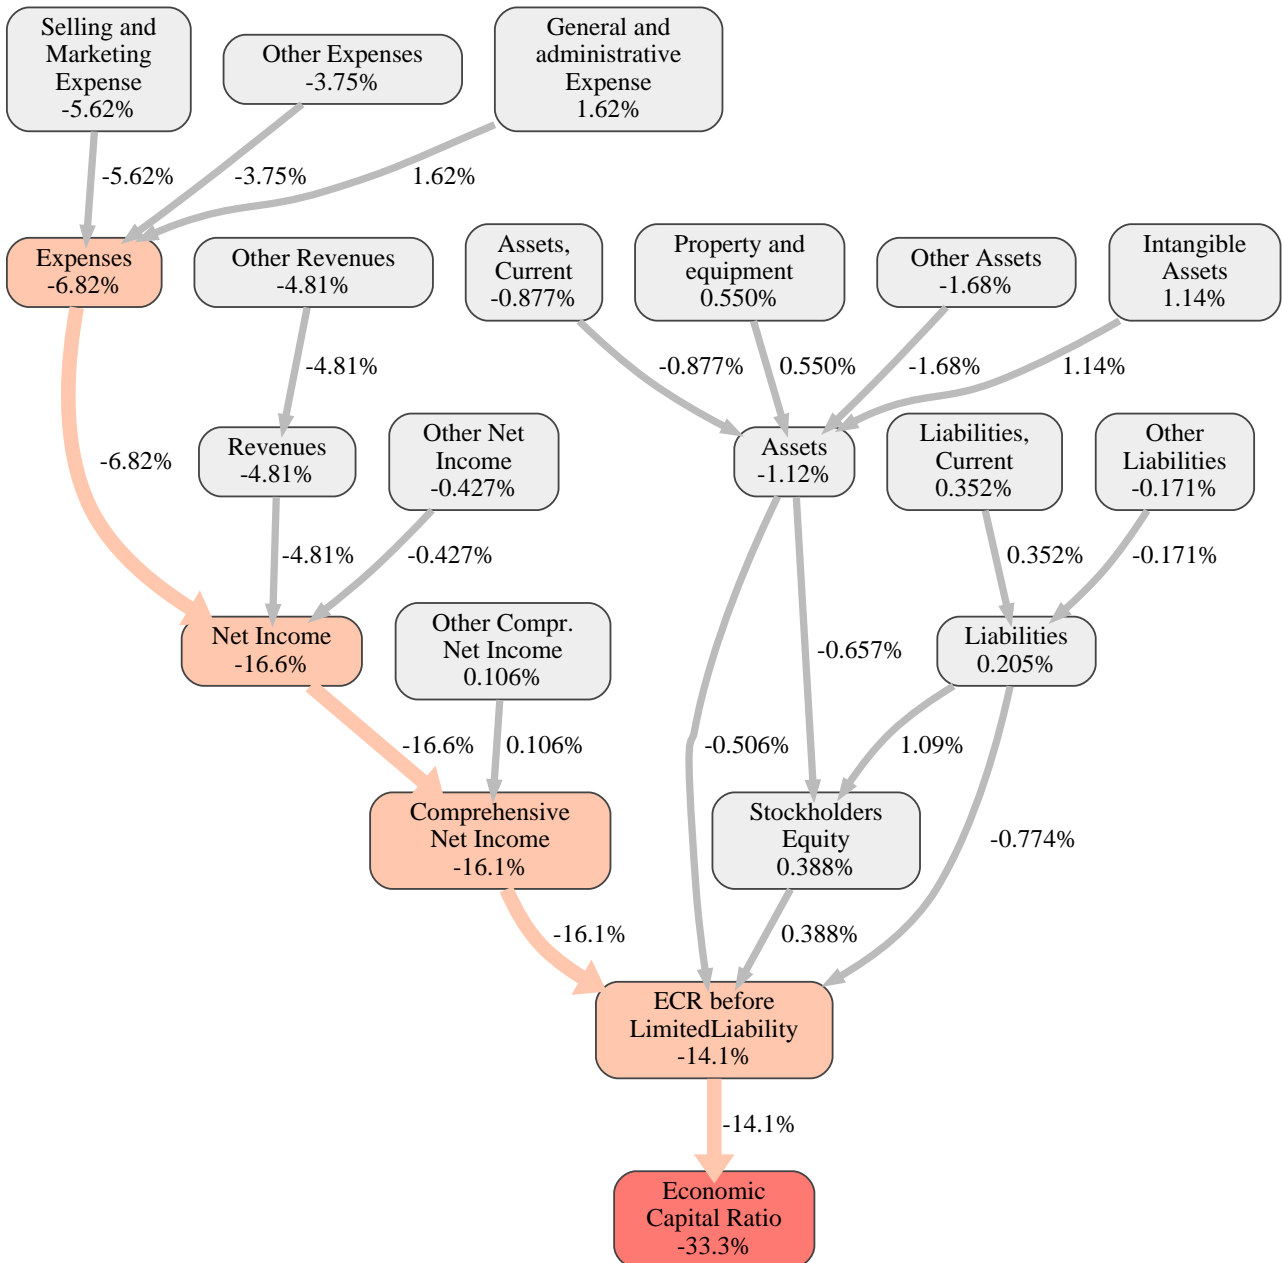 Selling and
Marketing
Expense
-5.62%
Other Expenses
-3.75%
General and
administrative
Expense
1.62%
-5.62%
-3.75%
1.62%
Expenses
-6.82%
Other Revenues
-4.81%
Assets,
Current
-0.877%
Property and
equipment
0.550%
Other Assets
-1.68%
Intangible
Assets
1.14%
-4.81%
-0.877%
0.550%
-1.68%
1.14%
-6.82%
Revenues
-4.81%
Other Net
Income
-0.427%
Assets
-1.12%
Liabilities,
Current
0.352%
Other
Liabilities
-0.171%
-4.81%
-0.427%
0.352%
-0.171%
Net Income
-16.6%
Other Compr.
Net Income
0.106%
-0.657%
Liabilities
0.205%
-16.6%
0.106%
-0.506%
1.09%
Comprehensive
Net Income
-16.1%
Stockholders
Equity
0.388%
-0.774%
-16.1%
0.388%
ECR before
LimitedLiability
-14.1%
-14.1%
Economic
Capital Ratio
-33.3%